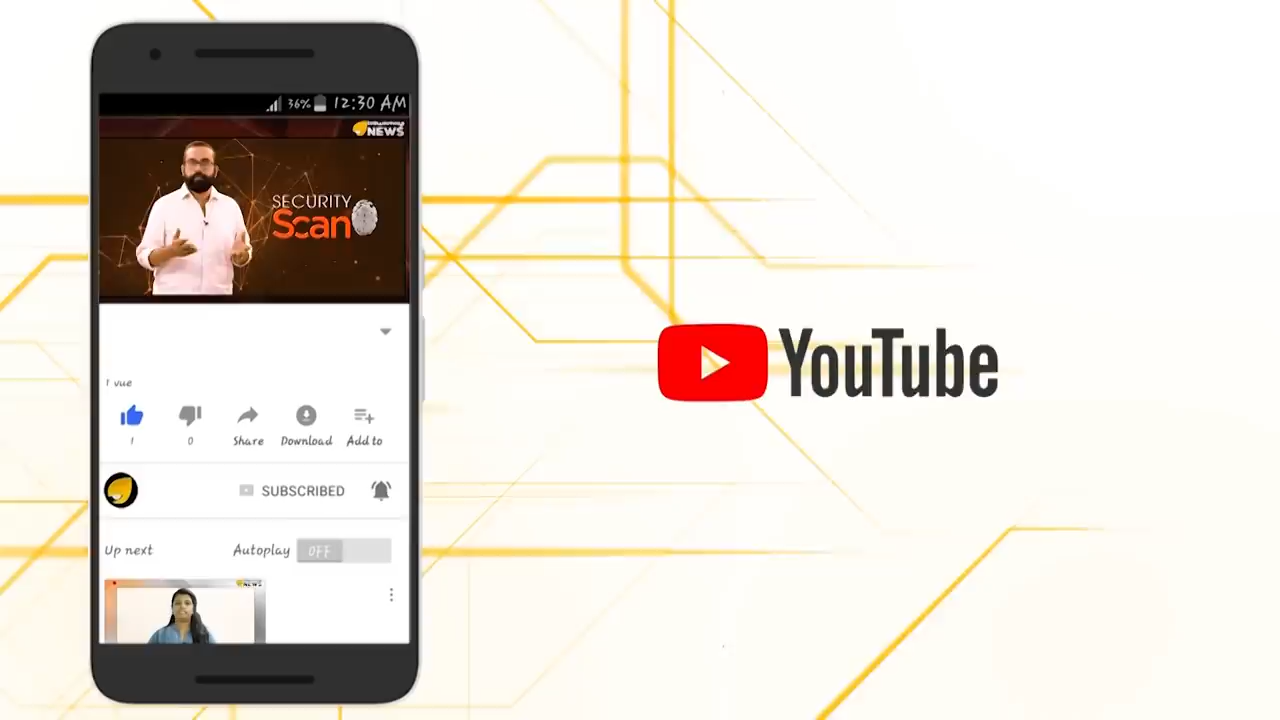 36% 12:30 AM
NEWS
SECURITY
Scan
1 vue
1 0 Share Download Add to
SUBSCRIBED
Up next Autoplay OFF
NEWS
YouTube